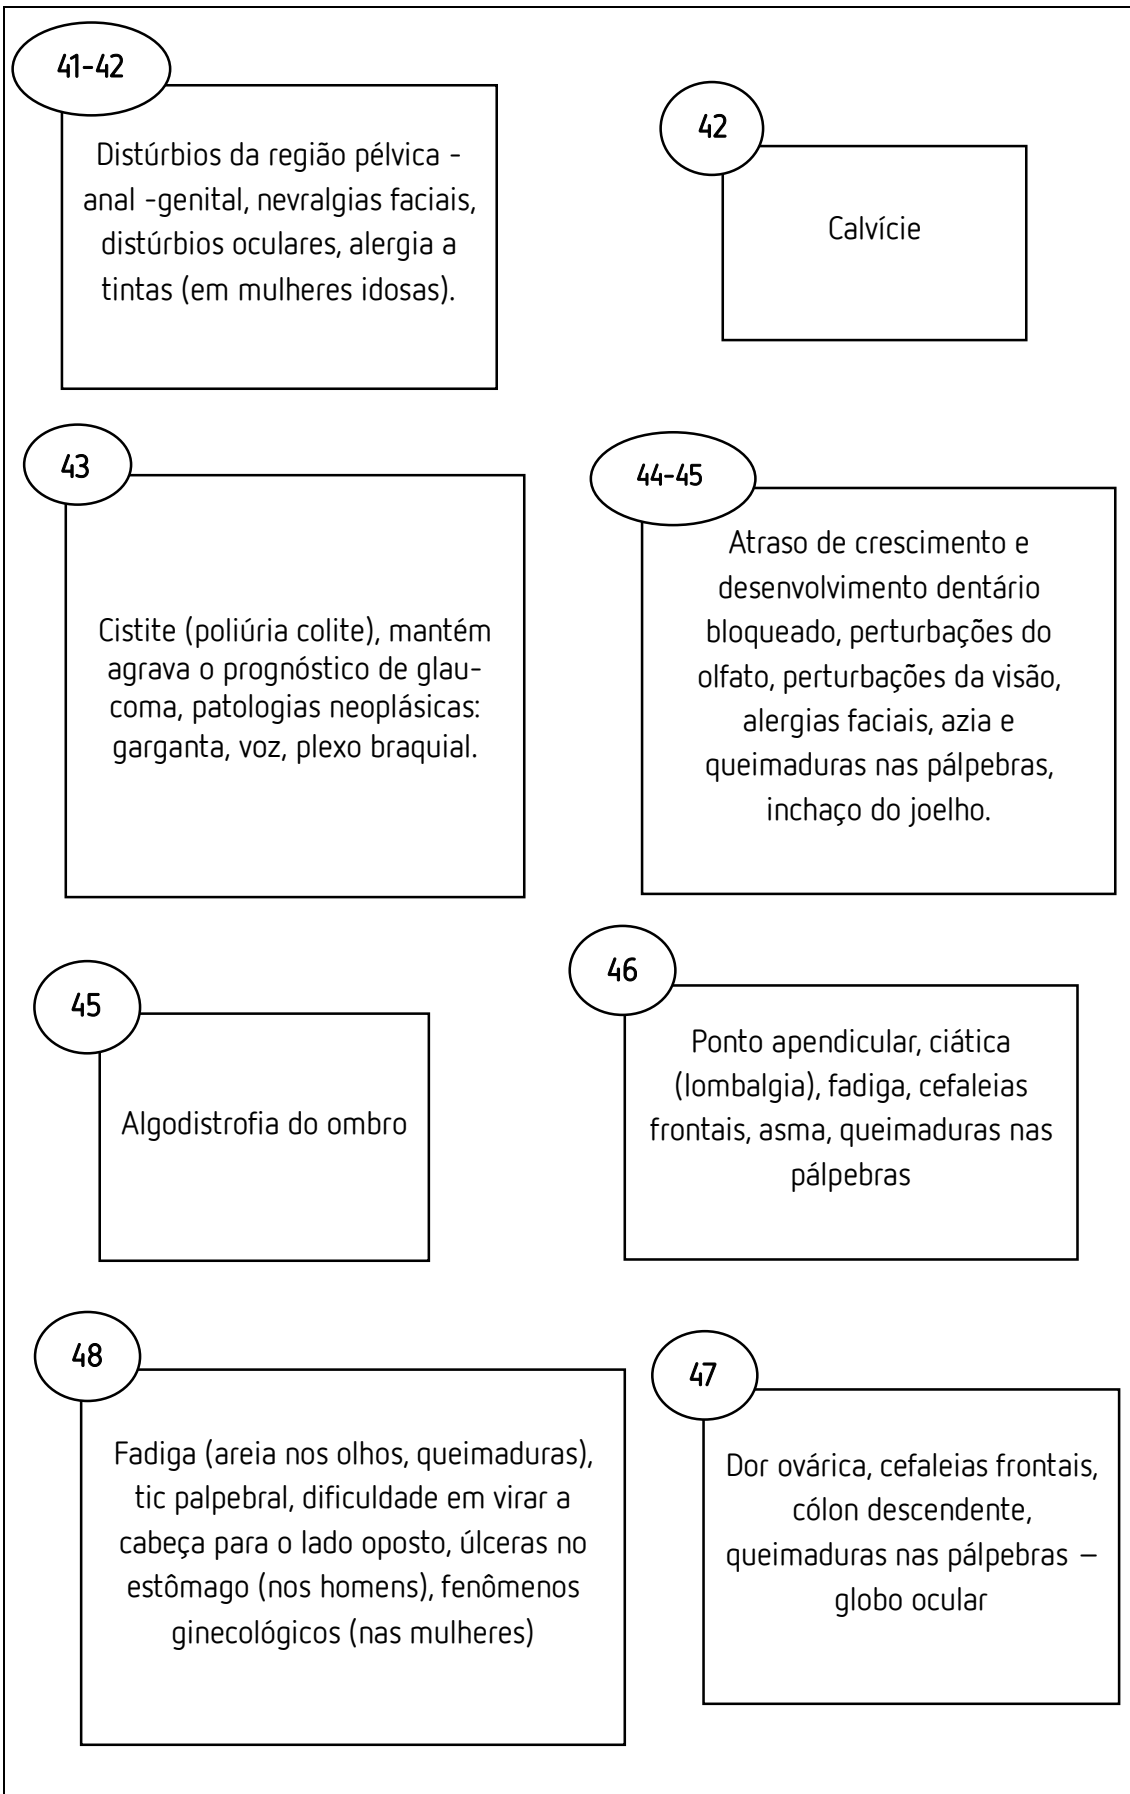 41-42
Distúrbios da região pélvica -
anal -genital, nevralgias faciais,
distúrbios oculares, alergia a
tintas (em mulheres idosas).
42
Calvície
43
Cistite (poliúria colite), mantém
agrava o prognóstico de glau-
coma, patologias neoplásicas:
garganta, voz, plexo braquial.
44-45
Atraso de crescimento e
desenvolvimento dentário
bloqueado, perturbações do
olfato, perturbações da visão,
alergias faciais, azia e
queimaduras nas pálpebras,
inchaço do joelho.
45
Algodistrofia do ombro
46
Ponto apendicular, ciática
(lombalgia), fadiga, cefaleias
frontais, asma, queimaduras nas
pálpebras
48
Fadiga (areia nos olhos, queimaduras),
tic palpebral, dificuldade em virar a
cabeça para o lado oposto, úlceras no
estômago (nos homens), fenômenos
ginecológicos (nas mulheres)
47
Dor ovárica, cefaleias frontais,
cólon descendente,
queimaduras nas pálpebras –
globo ocular